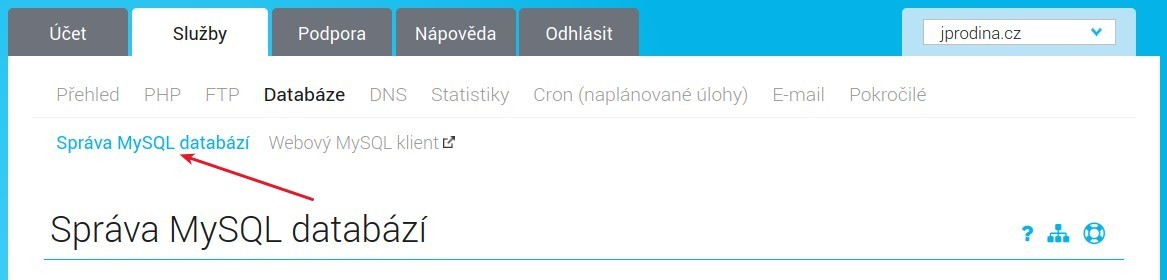 Účet Služby Podpora Nápověda Odhlásit jprodina.cz
Přehled PHP FTP Databáze DNS Statistiky Cron (naplánované úlohy) E-mail Pokročilé
Správa MySQL databází Webový MySQL klient
Správa MySQL databází ?